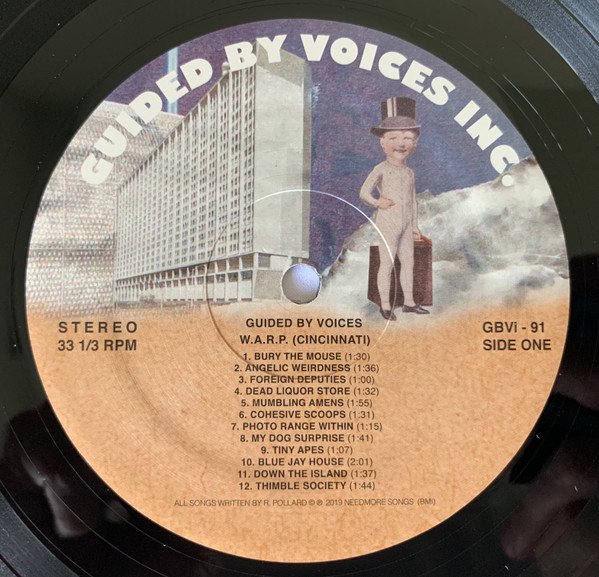 GUIDED BY VOICES INC.
STEREO
33 1/3 RPM
GBVi - 91
SIDE ONE
GUIDED BY VOICES
W.A.R.P. (CINCINNATI)
1. BURY THE MOUSE (1:30)
2. ANGELIC WEIRDNESS (1:36)
3. FOREIGN DEPUTIES (1:00)
4. DEAD LIQUOR STORE (1:32)
5. MUMBLING AMENS (1:55)
6. COHESIVE SCOOPS (1:31)
7. PHOTO RANGE WITHIN (1:15)
8. MY DOG SURPRISE (1:41)
9. TINY APES (1:07)
10. BLUE JAY HOUSE (2:01)
11. DOWN THE ISLAND (1:37)
12. THIMBLE SOCIETY (1:44)
ALL SONGS WRITTEN BY R. POLLARD © ℗ 2019 NEEDMORE SONGS (BMI)